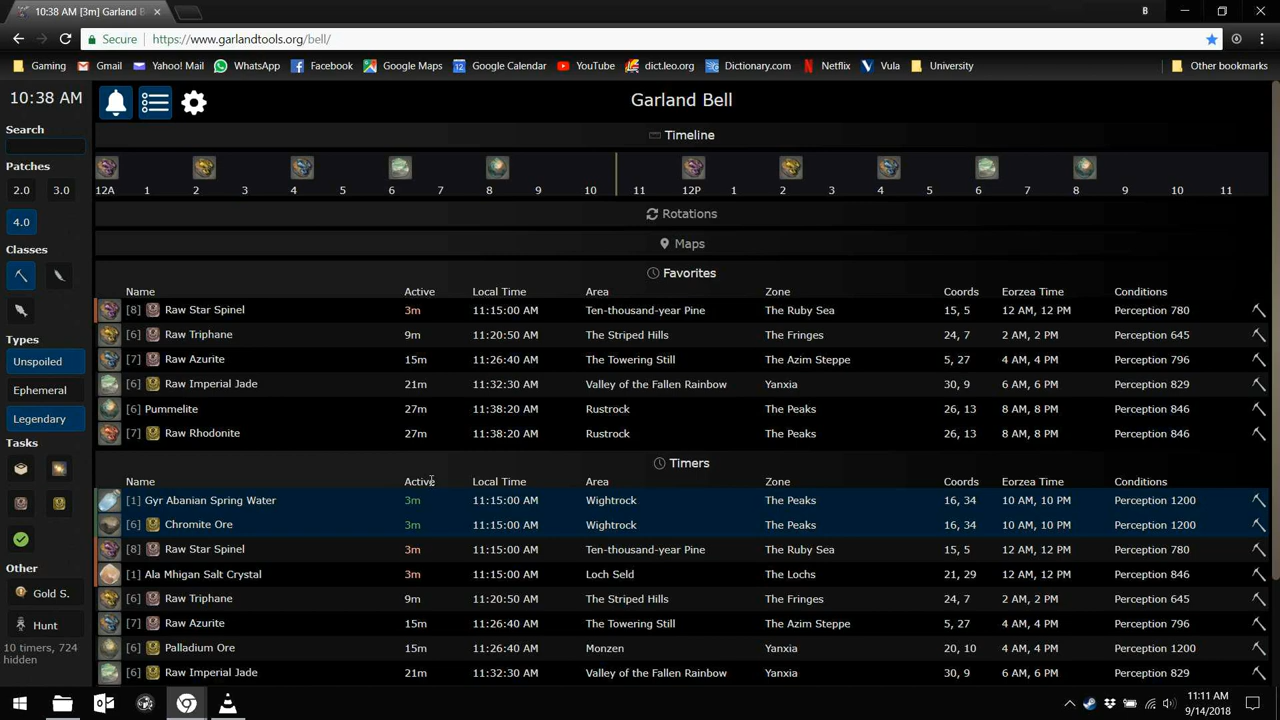 10:38 AM [3m] Garland B
B
Secure https://www.garlandtools.org/bell/
Gaming Gmail Yahoo! Mail WhatsApp Facebook Google Maps Google Calendar YouTube dict.leo.org Dictionary.com Netflix Vula University Other bookmarks
10:38 AM
Garland Bell
Search
Patches
2.0 3.0
4.0
Classes
Types
Unspoiled
Ephemeral
Legendary
Tasks
Other
Gold S.
Hunt
10 timers, 724
hidden
Timeline
12A 1 2 3 4 5 6 7 8 9 10 11 12P 1 2 3 4 5 6 7 8 9 10 11
Rotations
Maps
Favorites
Name Active Local Time Area Zone Coords Eorzea Time Conditions
[8] Raw Star Spinel 3m 11:15:00 AM Ten-thousand-year Pine The Ruby Sea 15, 5 12 AM, 12 PM Perception 780
[6] Raw Triphane 9m 11:20:50 AM The Striped Hills The Fringes 24, 7 2 AM, 2 PM Perception 645
[7] Raw Azurite 15m 11:26:40 AM The Towering Still The Azim Steppe 5, 27 4 AM, 4 PM Perception 796
[6] Raw Imperial Jade 21m 11:32:30 AM Valley of the Fallen Rainbow Yanxia 30, 9 6 AM, 6 PM Perception 829
[6] Pummelite 27m 11:38:20 AM Rustrock The Peaks 26, 13 8 AM, 8 PM Perception 846
[7] Raw Rhodonite 27m 11:38:20 AM Rustrock The Peaks 26, 13 8 AM, 8 PM Perception 846
Timers
Name Active Local Time Area Zone Coords Eorzea Time Conditions
[1] Gyr Abanian Spring Water 3m 11:15:00 AM Wightrock The Peaks 16, 34 10 AM, 10 PM Perception 1200
[6] Chromite Ore 3m 11:15:00 AM Wightrock The Peaks 16, 34 10 AM, 10 PM Perception 1200
[8] Raw Star Spinel 3m 11:15:00 AM Ten-thousand-year Pine The Ruby Sea 15, 5 12 AM, 12 PM Perception 780
[1] Ala Mhigan Salt Crystal 3m 11:15:00 AM Loch Seld The Lochs 21, 29 12 AM, 12 PM Perception 846
[6] Raw Triphane 9m 11:20:50 AM The Striped Hills The Fringes 24, 7 2 AM, 2 PM Perception 645
[7] Raw Azurite 15m 11:26:40 AM The Towering Still The Azim Steppe 5, 27 4 AM, 4 PM Perception 796
[6] Palladium Ore 15m 11:26:40 AM Monzen Yanxia 20, 10 4 AM, 4 PM Perception 1200
[6] Raw Imperial Jade 21m 11:32:30 AM Valley of the Fallen Rainbow Yanxia 30, 9 6 AM, 6 PM Perception 829
11:11 AM
9/14/2018